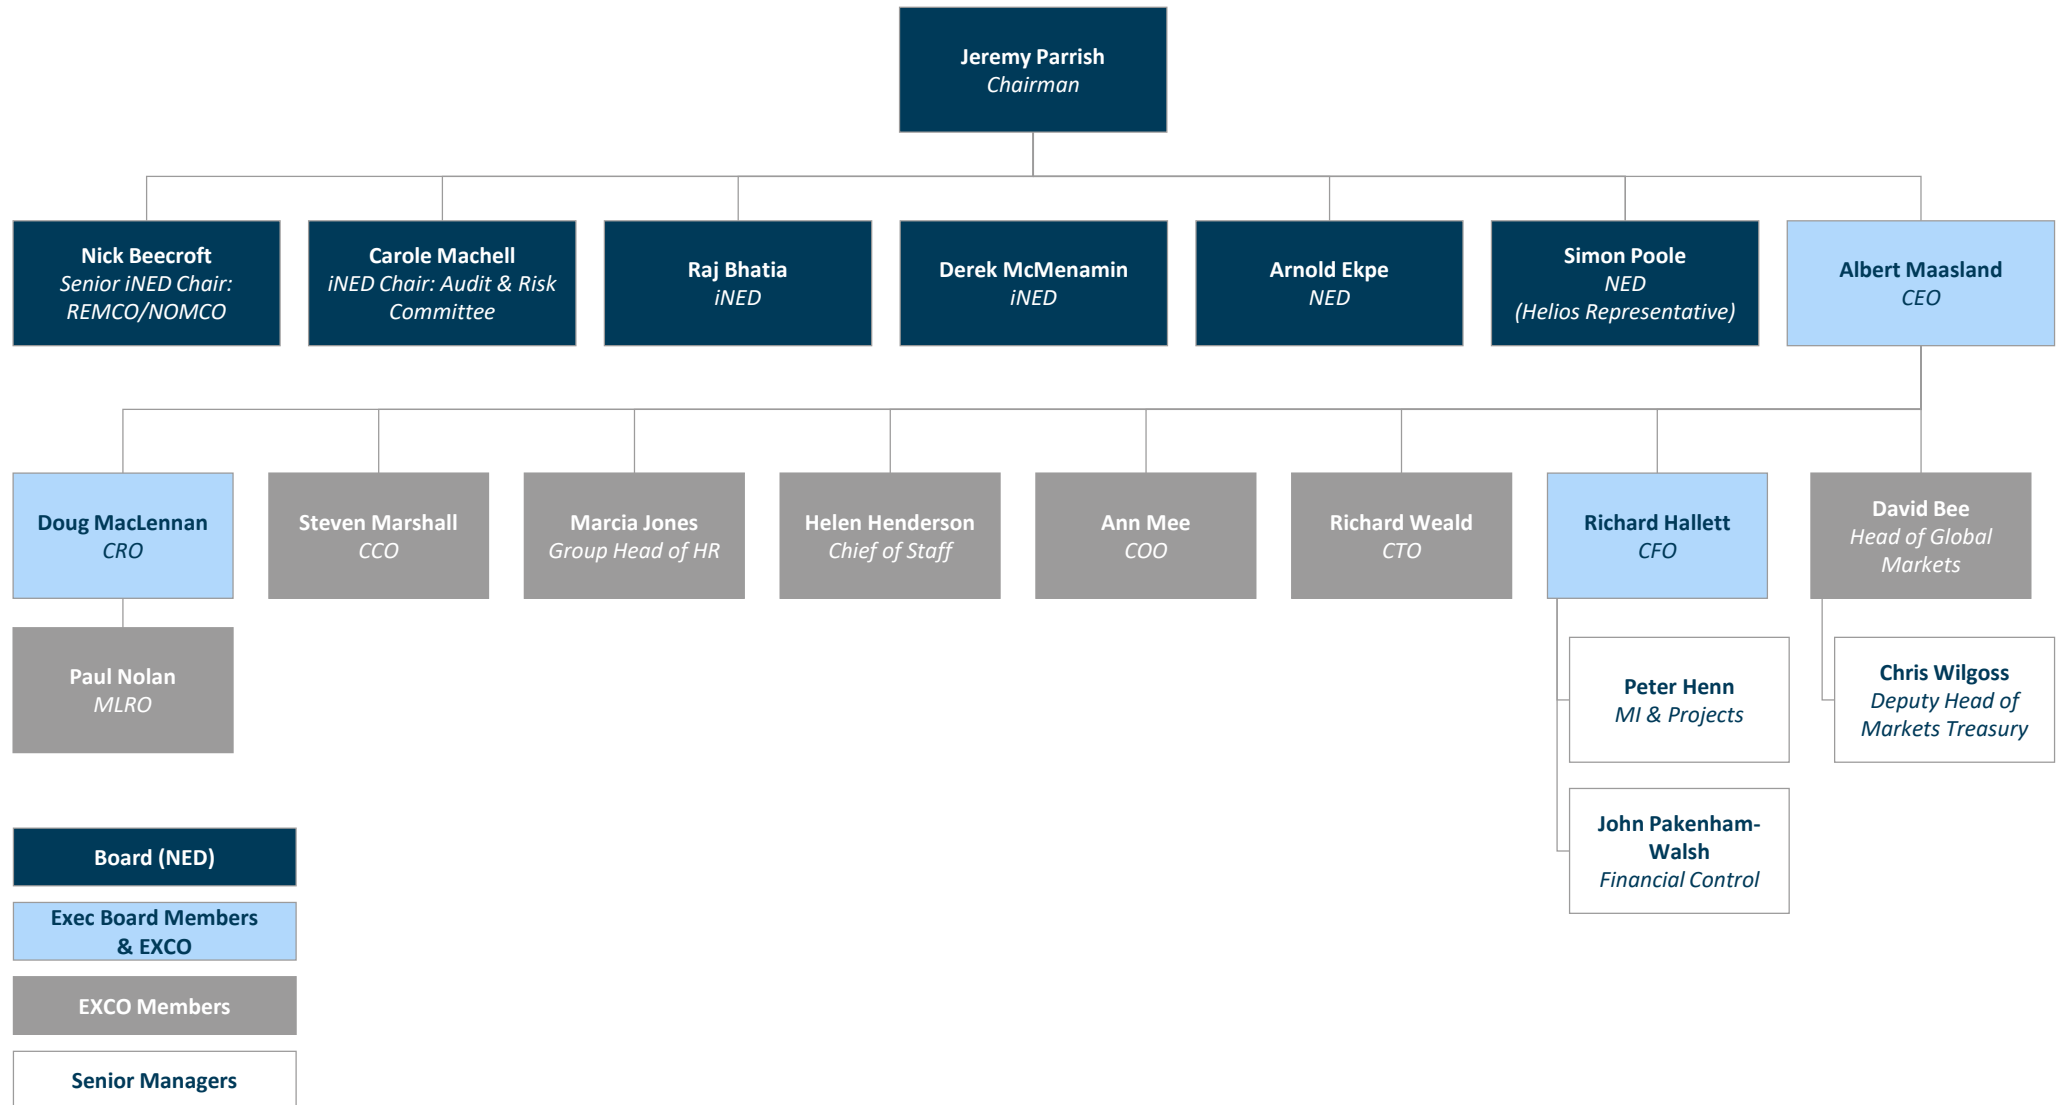 Jeremy Parrish
Chairman
Nick Beecroft
Senior iNED Chair:
REMCO/NOMCO
Carole Machell
iNED Chair: Audit & Risk
Committee
Raj Bhatia
iNED
Derek McMenamin
iNED
Arnold Ekpe
NED
Simon Poole
NED
(Helios Representative)
Albert Maasland
CEO
Doug MacLennan
CRO
Steven Marshall
CCO
Marcia Jones
Group Head of HR
Helen Henderson
Chief of Staff
Ann Mee
COO
Richard Weald
CTO
Richard Hallett
CFO
David Bee
Head of Global
Markets
Paul Nolan
MLRO
Peter Henn
MI & Projects
Chris Wilgoss
Deputy Head of
Markets Treasury
John Pakenham-
Walsh
Financial Control
Board (NED)
Exec Board Members
& EXCO
EXCO Members
Senior Managers